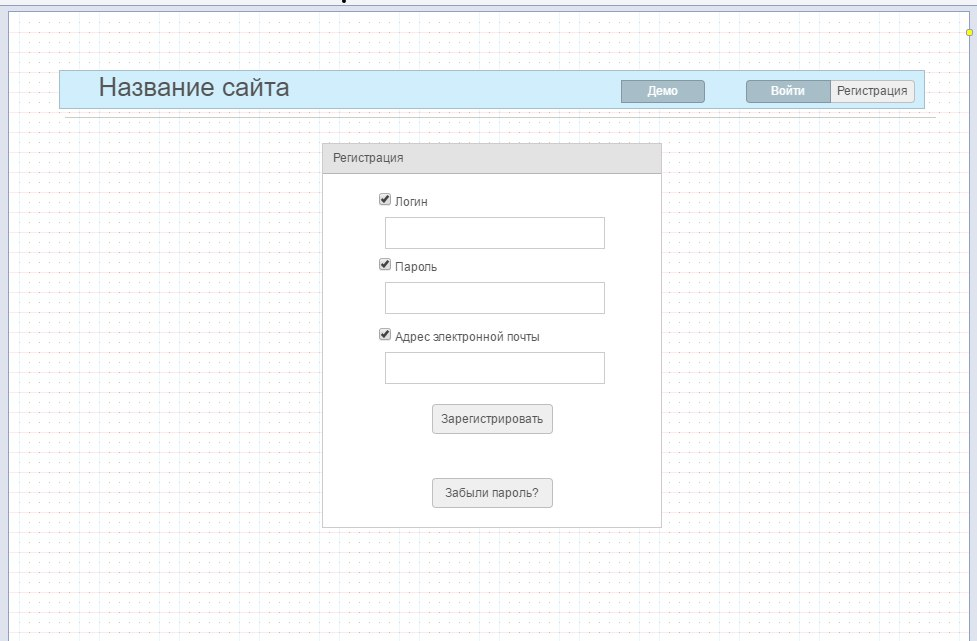 Название сайта
Демо
Войти
Регистрация
Регистрация
Логин
Пароль
Адрес электронной почты
Зарегистрировать
Забыли пароль?